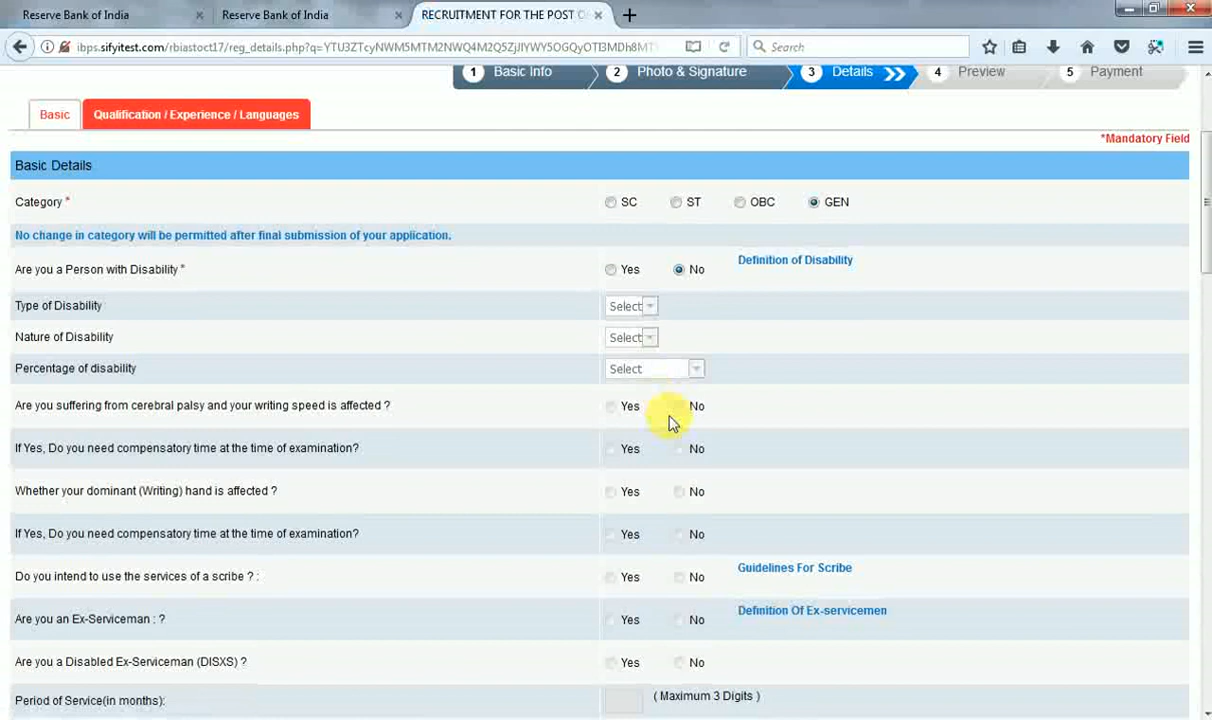 Reserve Bank of India
Reserve Bank of India
RECRUITMENT FOR THE POST
ibps.sifyitest.com/rbiastoct17/reg_details.php?q=
Search
1 Basic Info
2 Photo & Signature
3 Details
4 Preview
5 Payment
Basic
Qualification / Experience / Languages
*Mandatory Field
Basic Details
Category * SC ST OBC GEN
No change in category will be permitted after final submission of your application.
Are you a Person with Disability * Yes No Definition of Disability
Type of Disability Select
Nature of Disability Select
Percentage of disability Select
Are you suffering from cerebral palsy and your writing speed is affected ? Yes No
If Yes, Do you need compensatory time at the time of examination? Yes No
Whether your dominant (Writing) hand is affected ? Yes No
If Yes, Do you need compensatory time at the time of examination? Yes No
Do you intend to use the services of a scribe ? : Yes No Guidelines For Scribe
Are you an Ex-Serviceman : ? Yes No Definition Of Ex-servicemen
Are you a Disabled Ex-Serviceman (DISXS) ? Yes No
Period of Service(in months): ( Maximum 3 Digits )